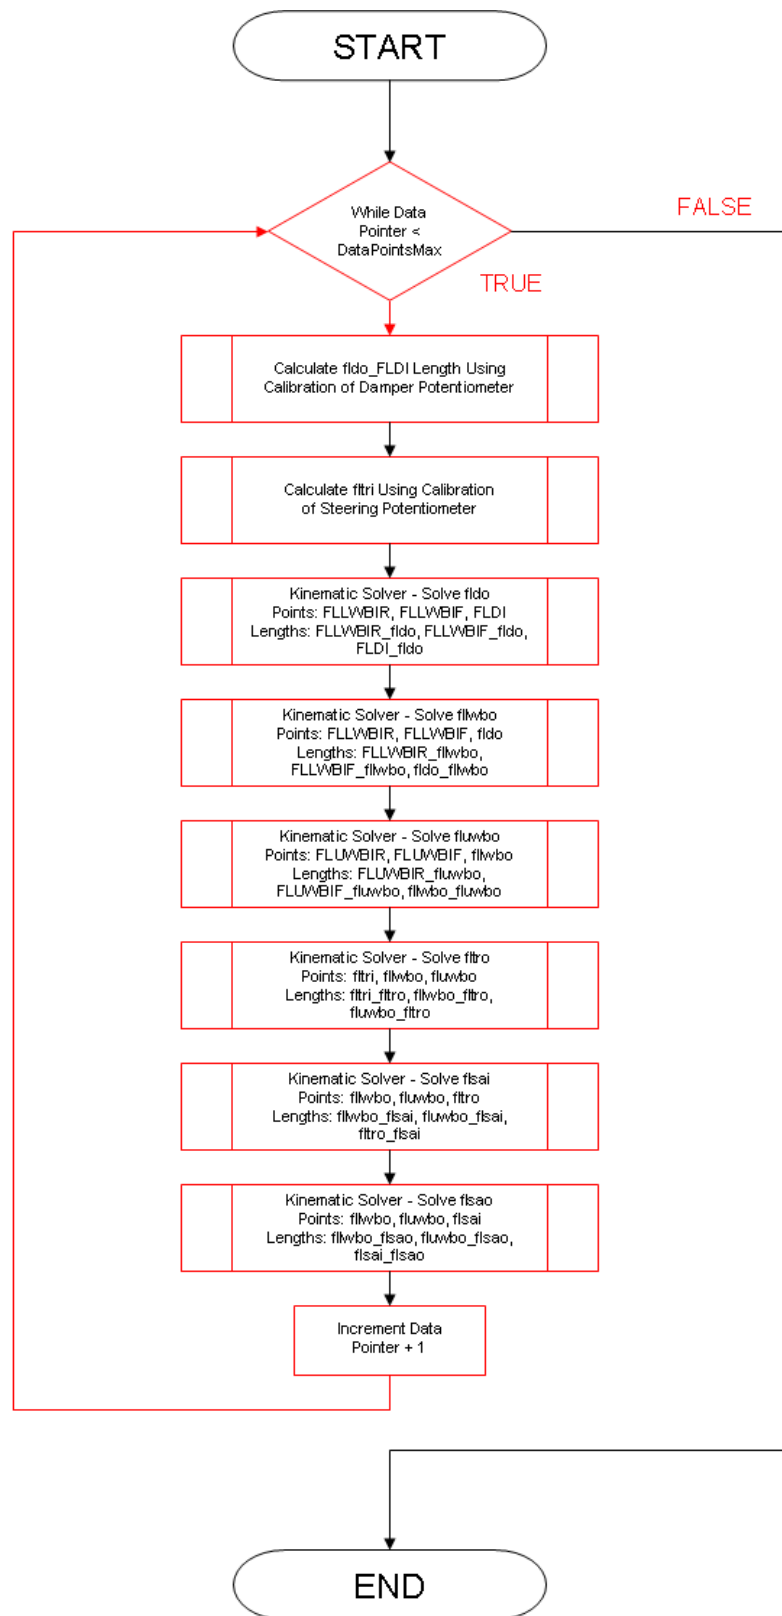 START
While Data
Pointer <
DataPointsMax
FALSE
TRUE
Calculate fldo_FLDI Length Using
Calibration of Damper Potentiometer
Calculate fltri Using Calibration
of Steering Potentiometer
Kinematic Solver - Solve fldo
Points: FLLWBIR, FLLWBIF, FLDI
Lengths: FLLWBIR_fldo, FLLWBIF_fldo,
FLDI_fldo
Kinematic Solver - Solve fllwbo
Points: FLLWBIR, FLLWBIF, fldo
Lengths: FLLWBIR_fllwbo,
FLLWBIF_fllwbo, fldo_fllwbo
Kinematic Solver - Solve fluwbo
Points: FLUWBIR, FLUWBIF, fllwbo
Lengths: FLUWBIR_fluwbo,
FLUWBIF_fluwbo, fllwbo_fluwbo
Kinematic Solver - Solve fltro
Points: fltri, fllwbo, fluwbo
Lengths: fltri_fltro, fllwbo_fltro,
fluwbo_fltro
Kinematic Solver - Solve flsai
Points: fllwbo, fluwbo, fltro
Lengths: fllwbo_flsai, fluwbo_flsai,
fltro_flsai
Kinematic Solver - Solve flsao
Points: fllwbo, fluwbo, flsai
Lengths: fllwbo_flsao, fluwbo_flsao,
flsai_flsao
Increment Data
Pointer + 1
END